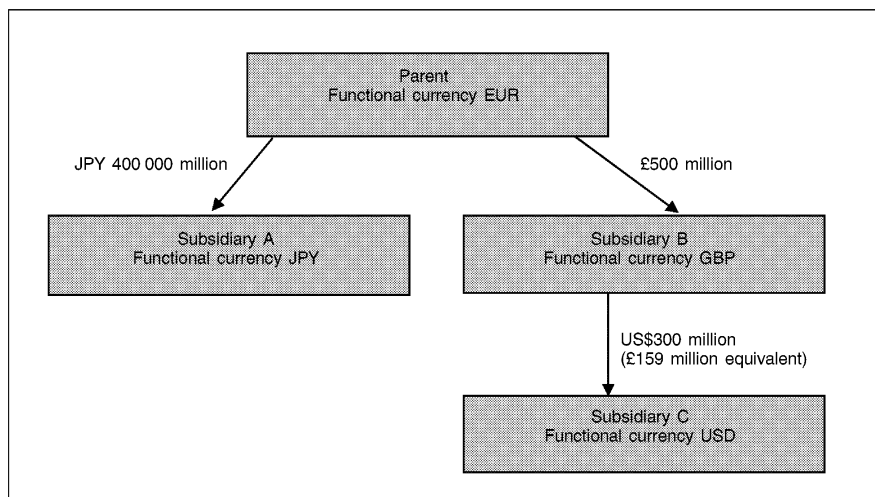 Parent
Functional currency EUR
JPY 400 000 million
£500 million
Subsidiary A
Functional currency JPY
Subsidiary B
Functional currency GBP
US$300 million
(£159 million equivalent)
Subsidiary C
Functional currency USD